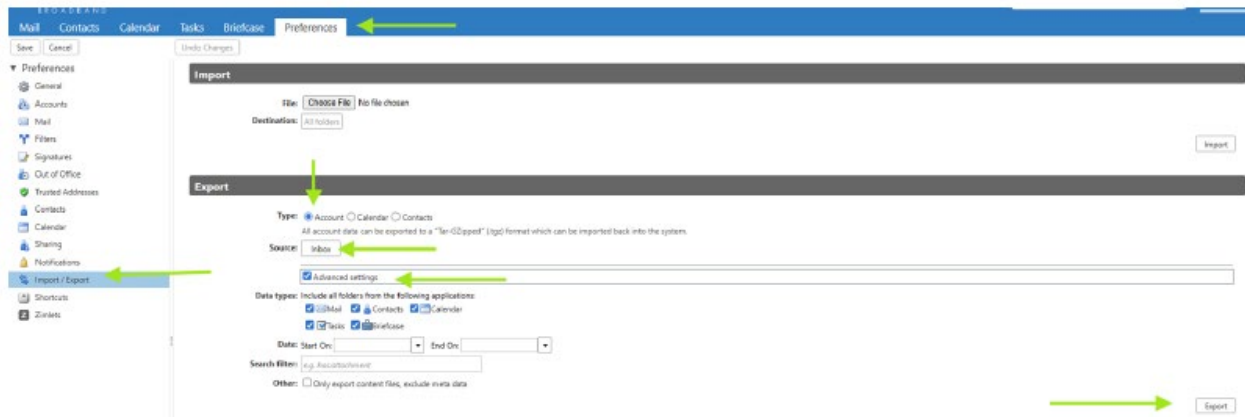 BROADBAND
Mail Contacts Calendar Tasks Briefcase Preferences
Save Cancel Undo Changes
Preferences
General
Accounts
Mail
Filters
Signatures
Out of Office
Trusted Addresses
Contacts
Calendar
Sharing
Notifications
Import / Export
Shortcuts
Zimlets
Import
File: Choose File No file chosen
Destination: All folders
Import
Export
Type: Account Calendar Contacts
All account data can be exported to a "Tar-GZipped" (.tgz) format which can be imported back into the system.
Source: Inbox
Advanced settings
Data types: Include all folders from the following applications
Mail Contacts Calendar
Tasks Briefcase
Date: Start On: End On:
Search filter: e.g. has:attachment
Other: Only export content files, exclude meta data
Export